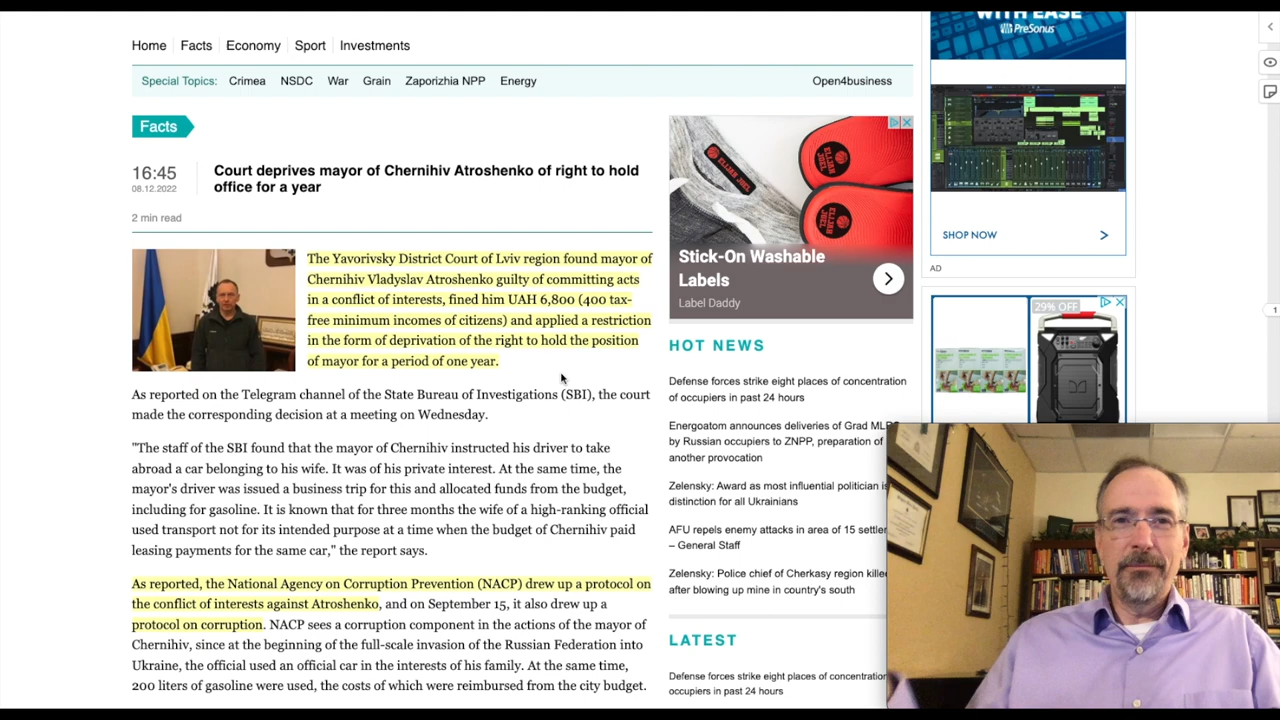 WITH EASE
PreSonus
Home Facts Economy Sport Investments
Special Topics: Crimea NSDC War Grain Zaporizhia NPP Energy Open4business
Facts
16:45
08.12.2022
Court deprives mayor of Chernihiv Atroshenko of right to hold
office for a year
2 min read
The Yavorivsky District Court of Lviv region found mayor of
Chernihiv Vladyslav Atroshenko guilty of committing acts
in a conflict of interests, fined him UAH 6,800 (400 tax-
free minimum incomes of citizens) and applied a restriction
in the form of deprivation of the right to hold the position
of mayor for a period of one year.
As reported on the Telegram channel of the State Bureau of Investigations (SBI), the court
made the corresponding decision at a meeting on Wednesday.
"The staff of the SBI found that the mayor of Chernihiv instructed his driver to take
abroad a car belonging to his wife. It was of his private interest. At the same time, the
mayor's driver was issued a business trip for this and allocated funds from the budget,
including for gasoline. It is known that for three months the wife of a high-ranking official
used transport not for its intended purpose at a time when the budget of Chernihiv paid
leasing payments for the same car," the report says.
As reported, the National Agency on Corruption Prevention (NACP) drew up a protocol on
the conflict of interests against Atroshenko, and on September 15, it also drew up a
protocol on corruption. NACP sees a corruption component in the actions of the mayor of
Chernihiv, since at the beginning of the full-scale invasion of the Russian Federation into
Ukraine, the official used an official car in the interests of his family. At the same time,
200 liters of gasoline were used, the costs of which were reimbursed from the city budget.
ELIJAH JOEL
ELIJAH JOEL
ELIJAH JOEL
Stick-On Washable
Labels
Label Daddy
HOT NEWS
Defense forces strike eight places of concentration
of occupiers in past 24 hours
Energoatom announces deliveries of Grad
by Russian occupiers to ZNPP, preparation of
another provocation
Zelensky: Award as most influential politician is
distinction for all Ukrainians
AFU repels enemy attacks in area of 15
– General Staff
Zelensky: Police chief of Cherkasy region
after blowing up mine in country's south
LATEST
Defense forces strike eight places of concentration
occupiers in past 24 hours
SHOP NOW
AD
29% OFF
1